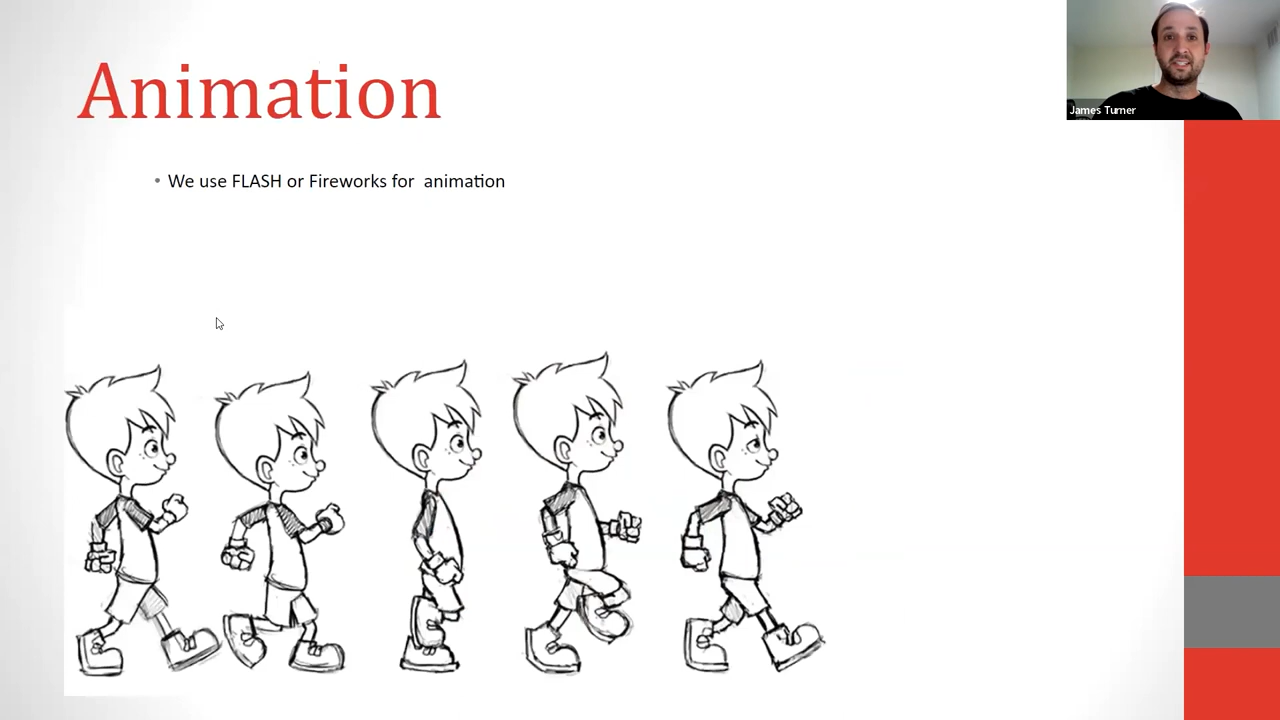 Animation
James Turner
• We use FLASH or Fireworks for  animation